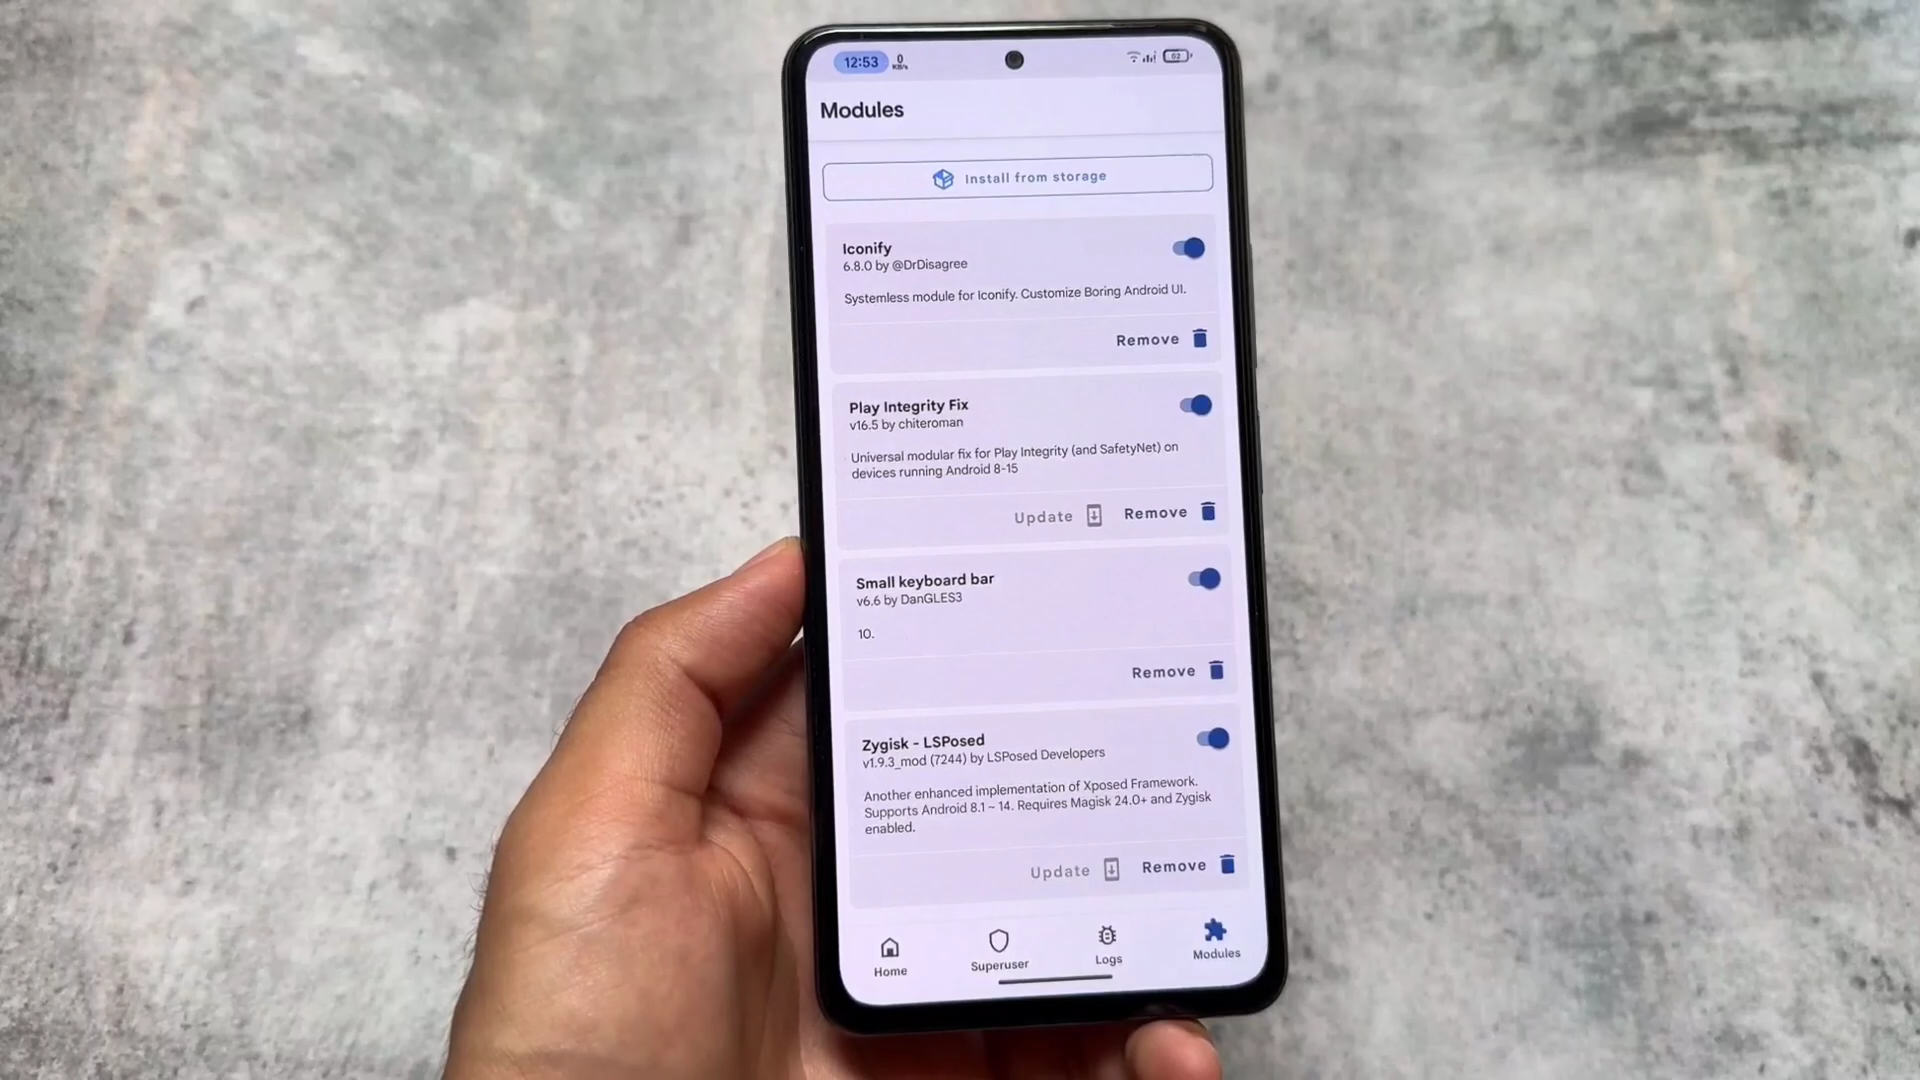 12:53 0 KB/s 62
Modules
Install from storage
Iconify
6.8.0 by @DrDisagree
Systemless module for Iconify. Customize Boring Android UI.
Remove
Play Integrity Fix
v16.5 by chiteroman
Universal modular fix for Play Integrity (and SafetyNet) on
devices running Android 8-15
Update Remove
Small keyboard bar
v6.6 by DanGLES3
10.
Remove
Zygisk - LSPosed
v1.9.3_mod (7244) by LSPosed Developers
Another enhanced implementation of Xposed Framework.
Supports Android 8.1 ~ 14. Requires Magisk 24.0+ and Zygisk
enabled.
Update Remove
Home Superuser Logs Modules